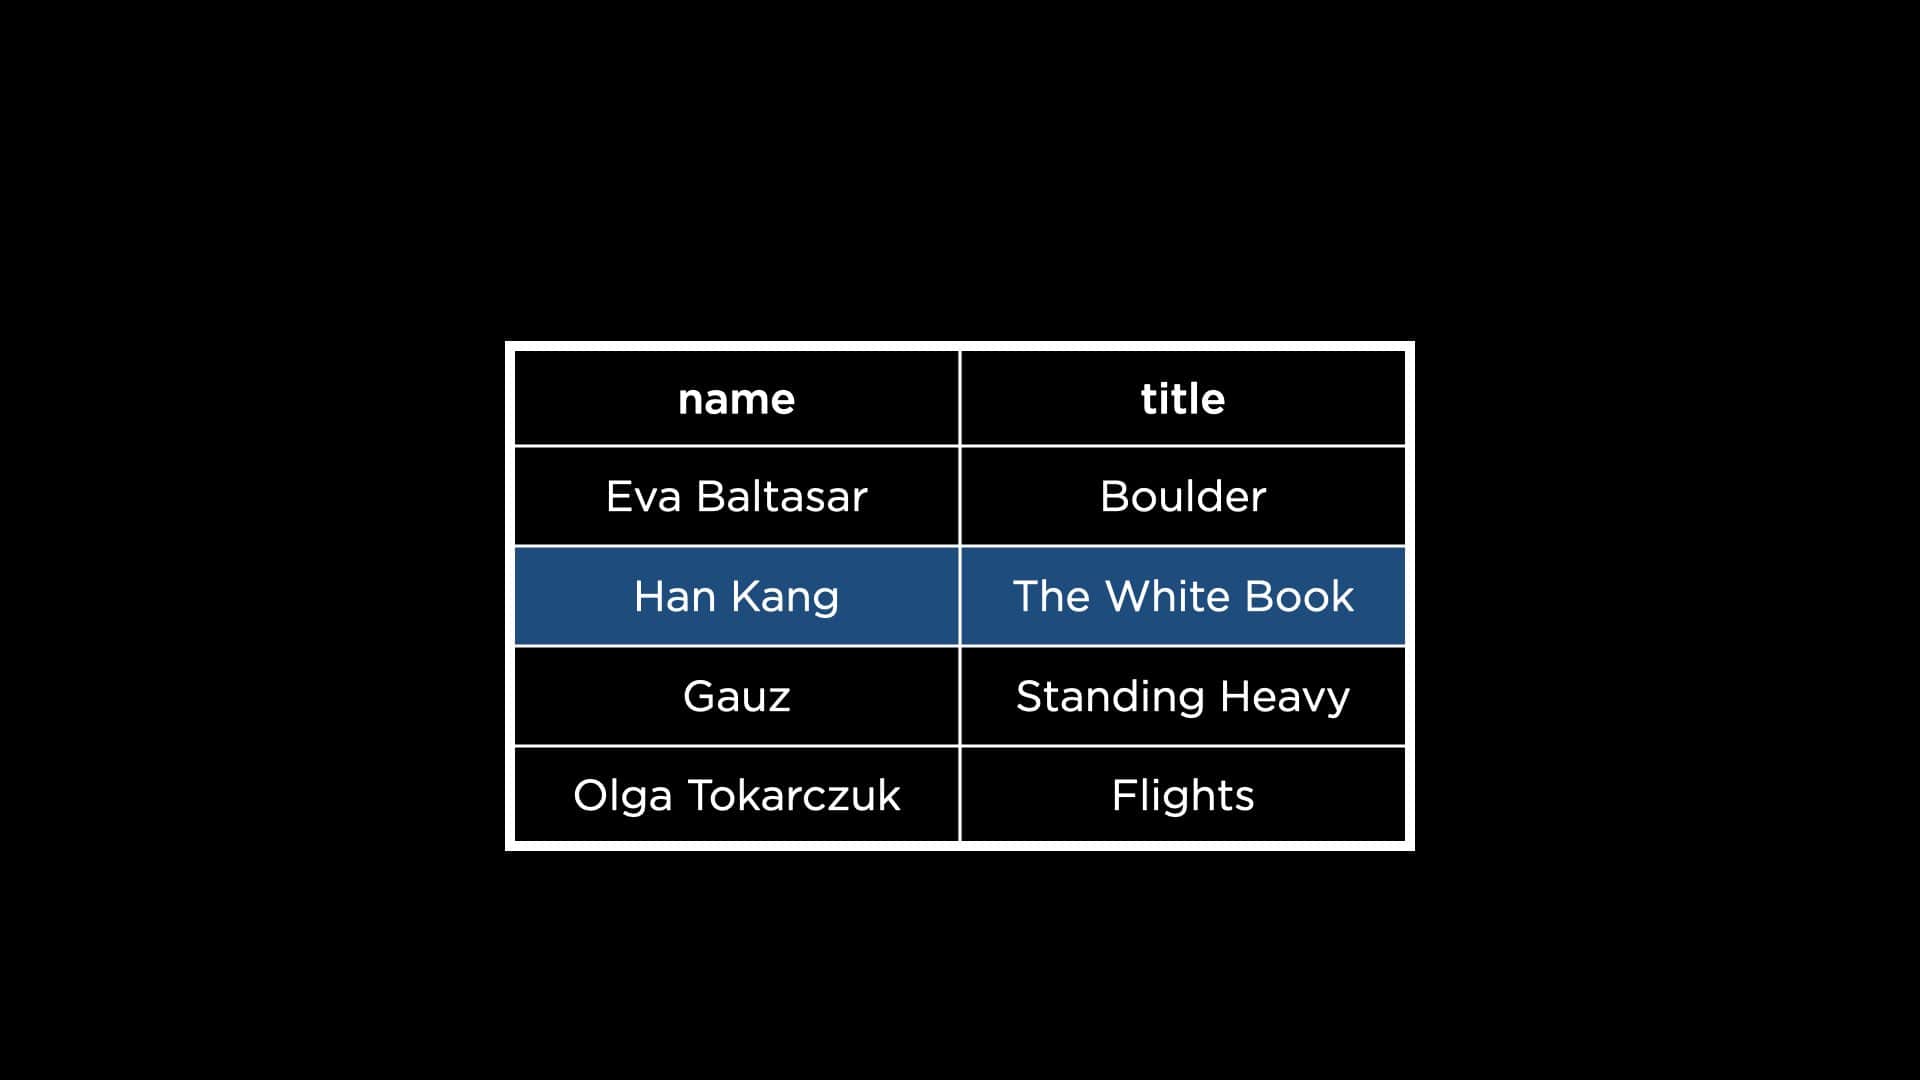 name title
Eva Baltasar Boulder
Han Kang The White Book
Gauz Standing Heavy
Olga Tokarczuk Flights